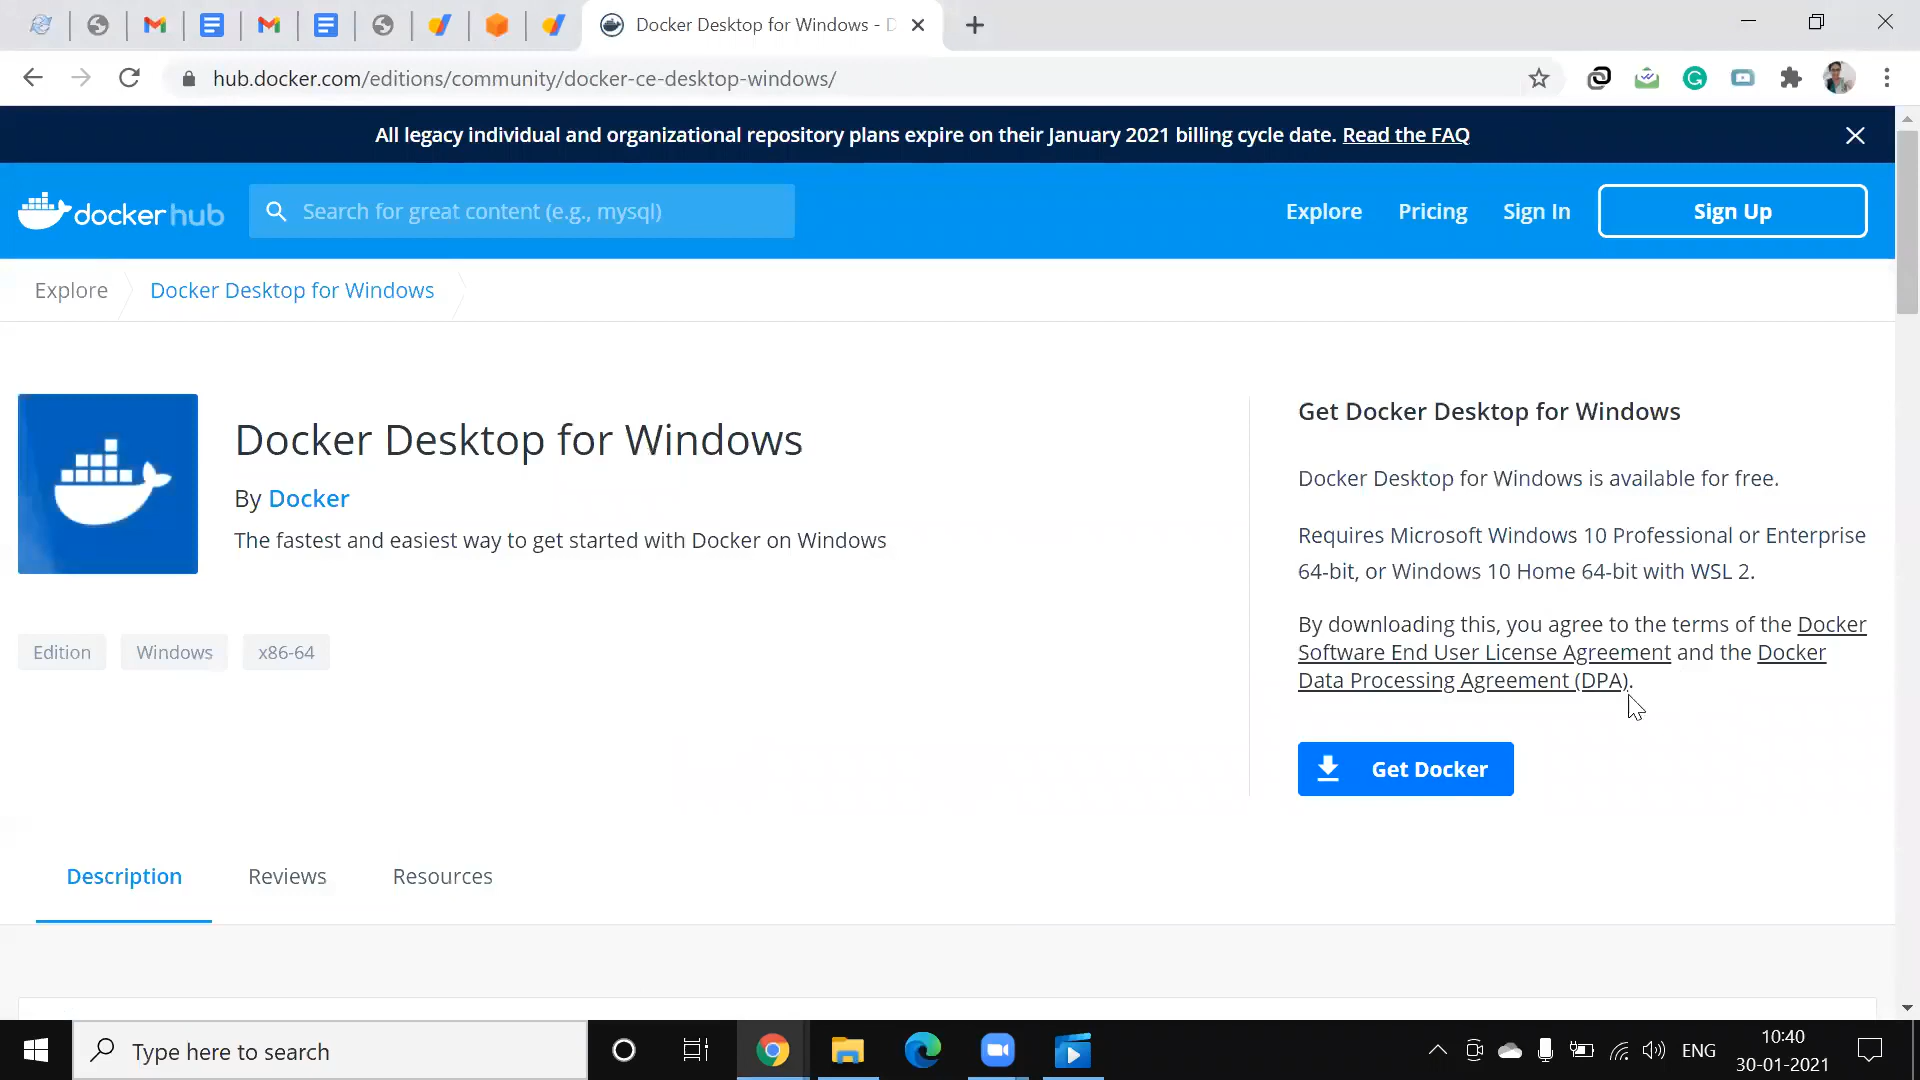 Docker Desktop for Windows - D
hub.docker.com/editions/community/docker-ce-desktop-windows/
All legacy individual and organizational repository plans expire on their January 2021 billing cycle date. Read the FAQ
docker hub
Search for great content (e.g., mysql)
Explore
Pricing
Sign In
Sign Up
Explore
Docker Desktop for Windows
Docker Desktop for Windows
By Docker
The fastest and easiest way to get started with Docker on Windows
Edition
Windows
x86-64
Get Docker Desktop for Windows
Docker Desktop for Windows is available for free.
Requires Microsoft Windows 10 Professional or Enterprise
64-bit, or Windows 10 Home 64-bit with WSL 2.
By downloading this, you agree to the terms of the Docker
Software End User License Agreement and the Docker
Data Processing Agreement (DPA).
Get Docker
Description
Reviews
Resources
Type here to search
ENG
10:40
30-01-2021